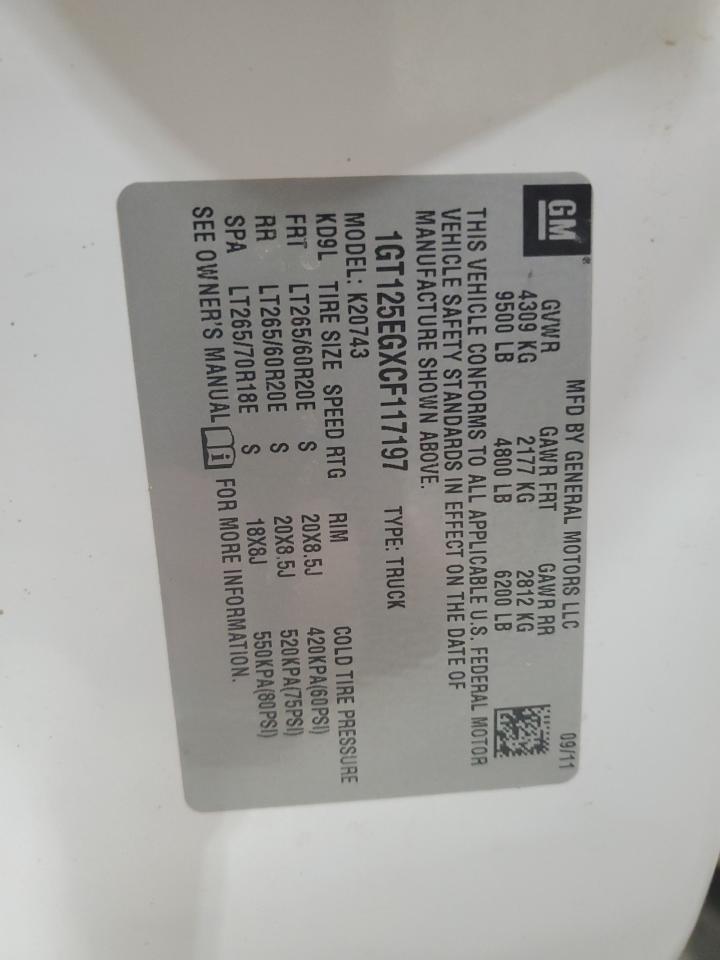 GM
MFD BY GENERAL MOTORS LLC 09/11
GVWR GAWR FRT GAWR RR
4309 KG 2177 KG 2812 KG
9500 LB 4800 LB 6200 LB
THIS VEHICLE CONFORMS TO ALL APPLICABLE U.S. FEDERAL MOTOR
VEHICLE SAFETY STANDARDS IN EFFECT ON THE DATE OF
MANUFACTURE SHOWN ABOVE.
1GT125EGXCF117197 TYPE: TRUCK
MODEL: K20743
KD9L TIRE SIZE SPEED RTG RIM COLD TIRE PRESSURE
FRT LT265/60R20E S 20X8.5J 420KPA(60PSI)
RR LT265/60R20E S 20X8.5J 520KPA(75PSI)
SPA LT265/70R18E S 18X8J 550KPA(80PSI)
SEE OWNER'S MANUAL i FOR MORE INFORMATION.